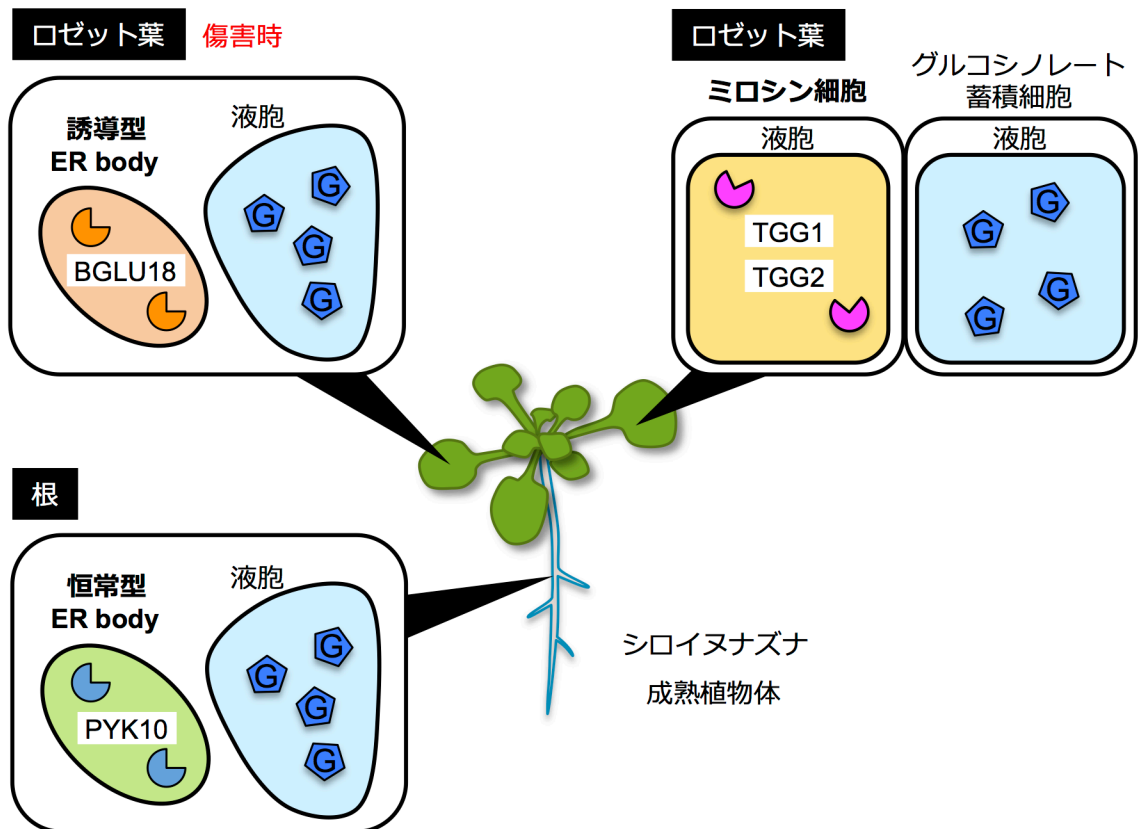 ロゼット葉
傷害時
誘導型
ER body
液胞
BGLU18
G
G
G
G
ロゼット葉
ミロシン細胞
グルコシノレート
蓄積細胞
液胞
TGG1
TGG2
液胞
G
G
G
G
根
恒常型
ER body
液胞
PYK10
G
G
G
G
シロイヌナズナ
成熟植物体